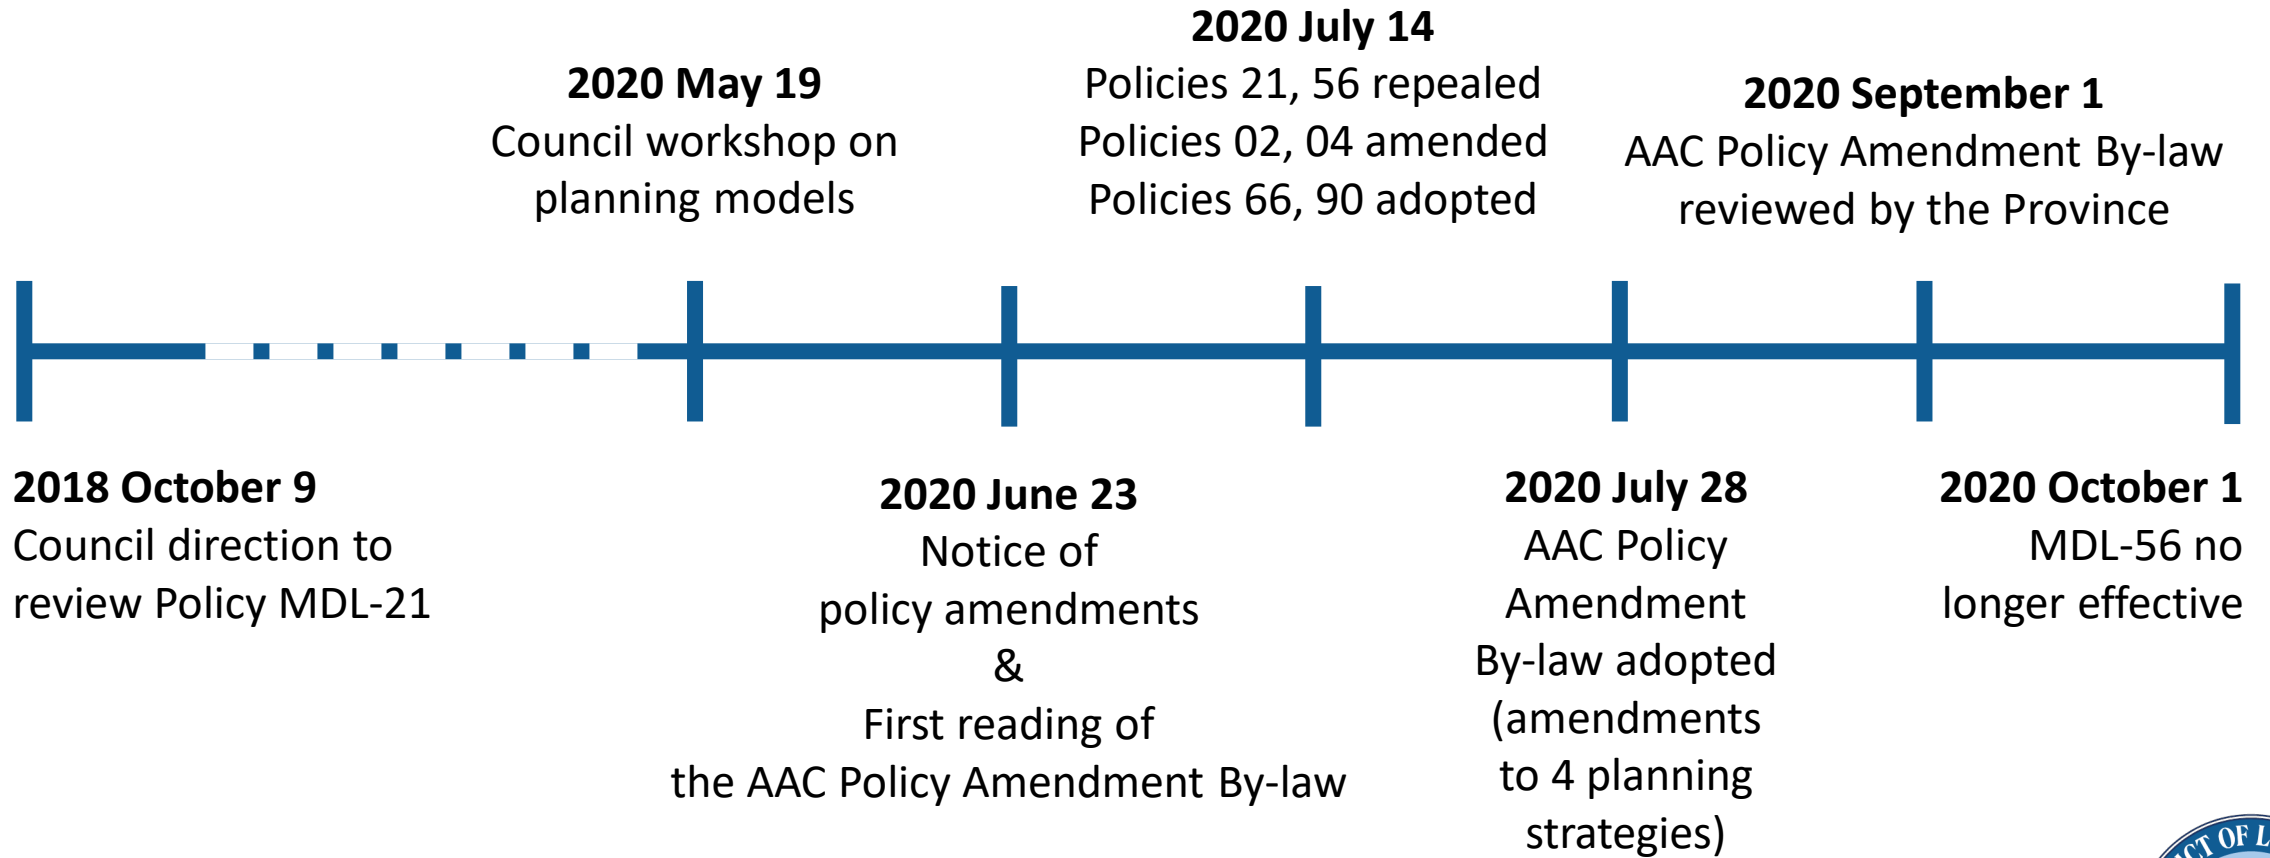 2020 July 14
Policies 21, 56 repealed
Policies 02, 04 amended
Policies 66, 90 adopted
2020 May 19
Council workshop on
planning models
2020 September 1
AAC Policy Amendment By-law
reviewed by the Province
2018 October 9
Council direction to
review Policy MDL-21
2020 June 23
Notice of
policy amendments
&
First reading of
the AAC Policy Amendment By-law
2020 July 28
AAC Policy
Amendment
By-law adopted
(amendments
to 4 planning
strategies)
2020 October 1
MDL-56 no
longer effective
OF